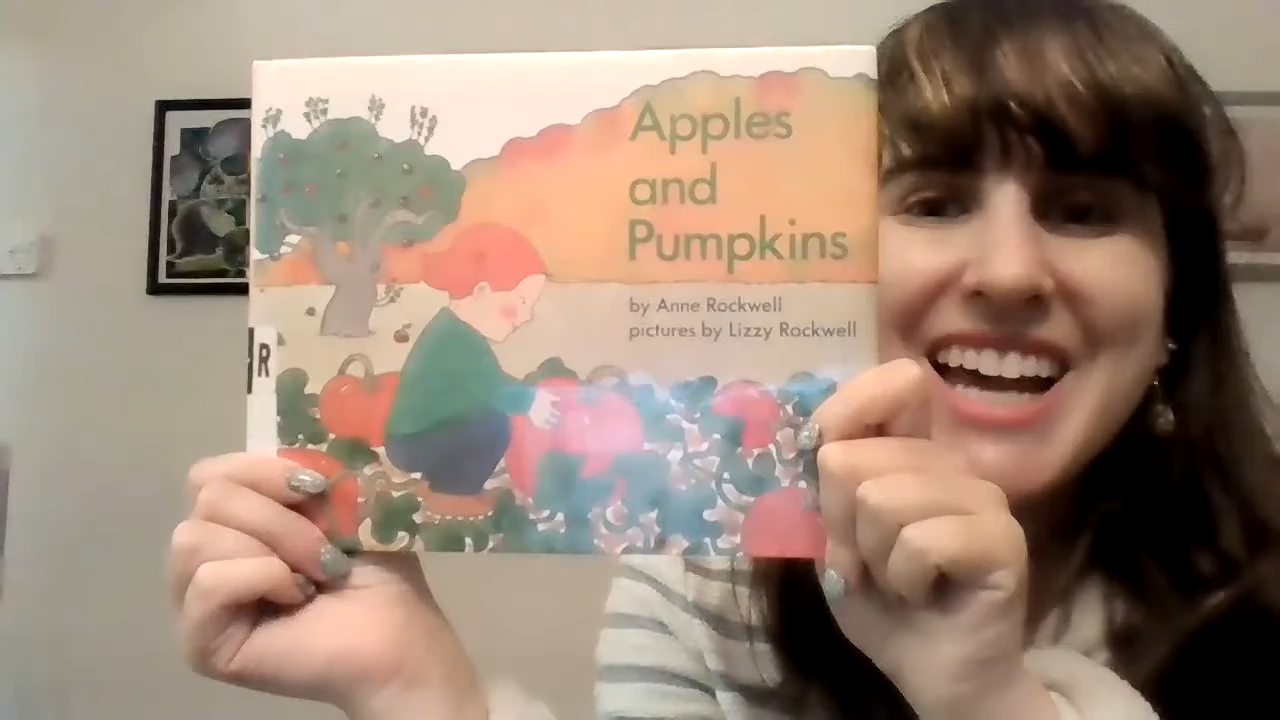 Apples
and
Pumpkins
by Anne Rockwell
pictures by Lizzy Rockwell
R